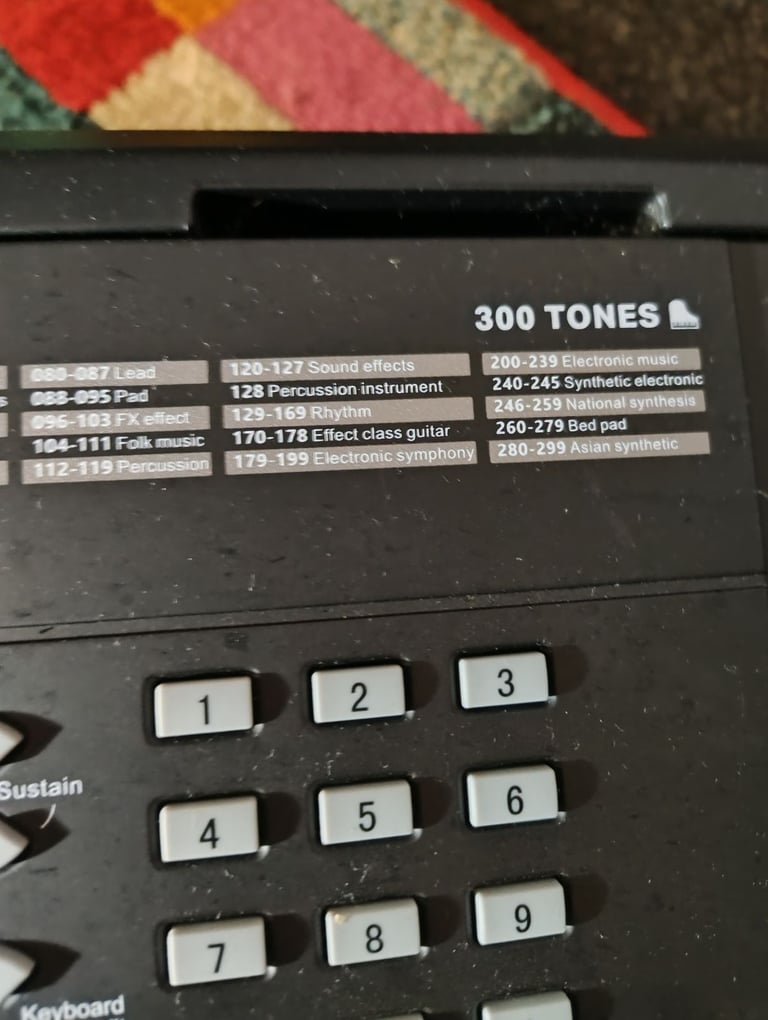 300 TONES
080-087 Lead
088-095 Pad
096-103 FX effect
104-111 Folk music
112-119 Percussion
120-127 Sound effects
128 Percussion instrument
129-169 Rhythm
170-178 Effect class guitar
179-199 Electronic symphony
200-239 Electronic music
240-245 Synthetic electronic
246-259 National synthesis
260-279 Bed pad
280-299 Asian synthetic
1 2 3
Sustain
4 5 6
7 8 9
Keyboard